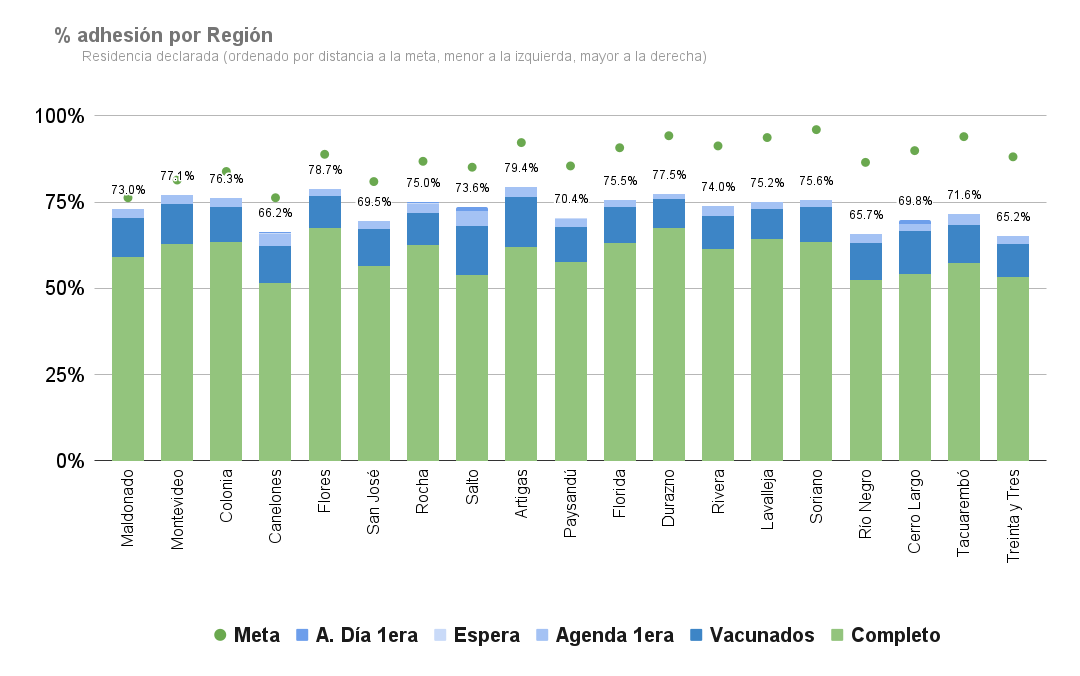 % adhesión por Región
Residencia declarada (ordenado por distancia a la meta, menor a la izquierda, mayor a la derecha)
100%
75%
50%
25%
0%
73.0%
77.1%
76.3%
66.2%
78.7%
69.5%
75.0%
73.6%
79.4%
70.4%
75.5%
77.5%
74.0%
75.2%
75.6%
65.7%
69.8%
71.6%
65.2%
Maldonado
Montevideo
Colonia
Canelones
Flores
San José
Rocha
Salto
Artigas
Paysandú
Florida
Durazno
Rivera
Lavalleja
Soriano
Río Negro
Cerro Largo
Tacuarembó
Treinta y Tres
Meta A. Día 1era Espera Agenda 1era Vacunados Completo